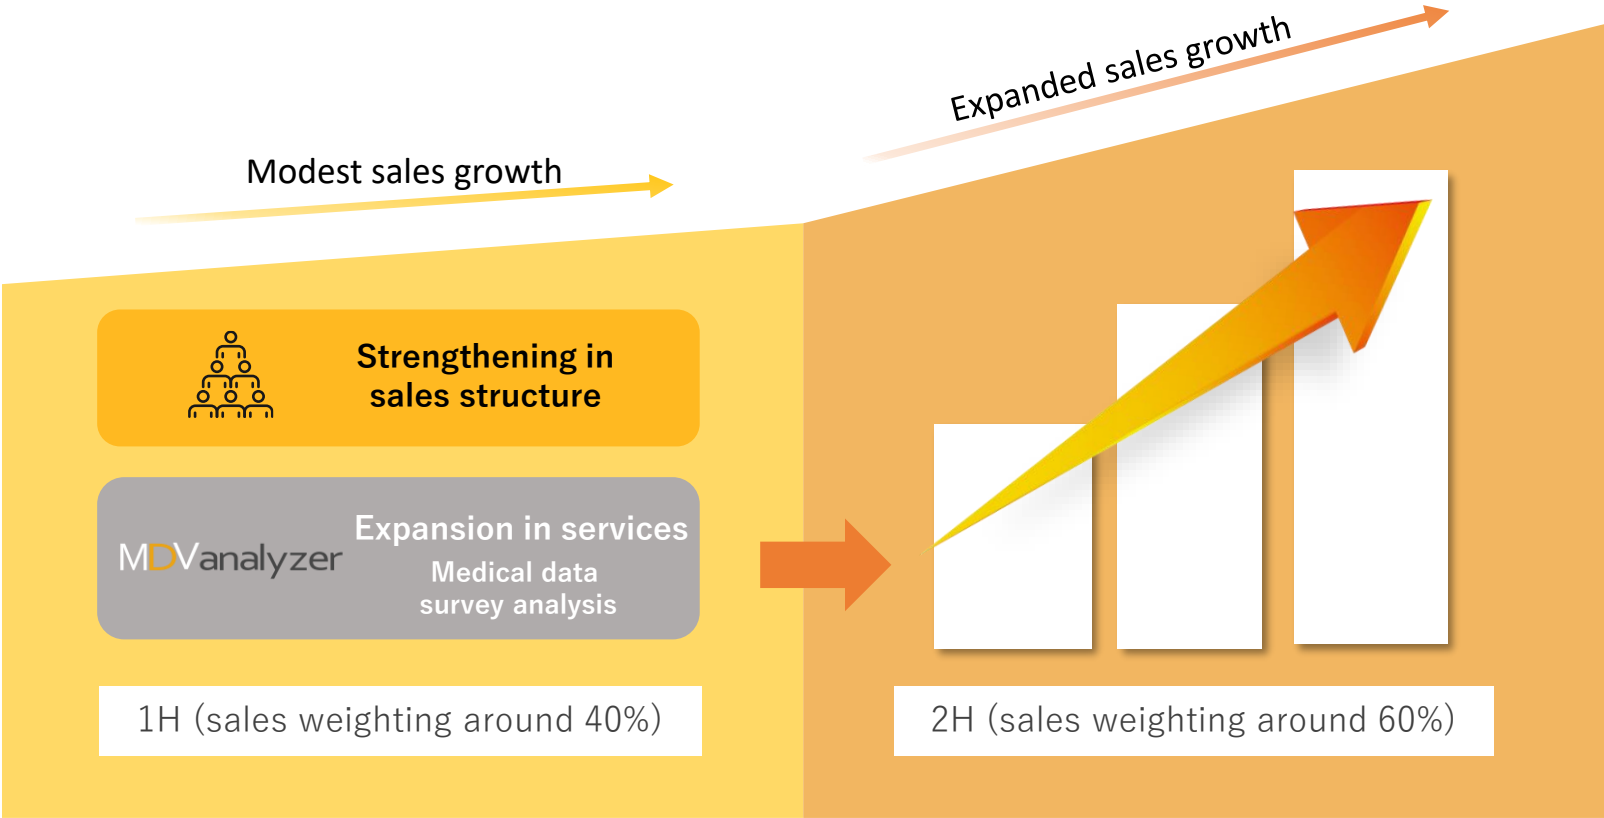 Modest sales growth
Expanded sales growth
Strengthening in
sales structure
MDVanalyzer
Expansion in services
Medical data
survey analysis
1H (sales weighting around 40%)
2H (sales weighting around 60%)